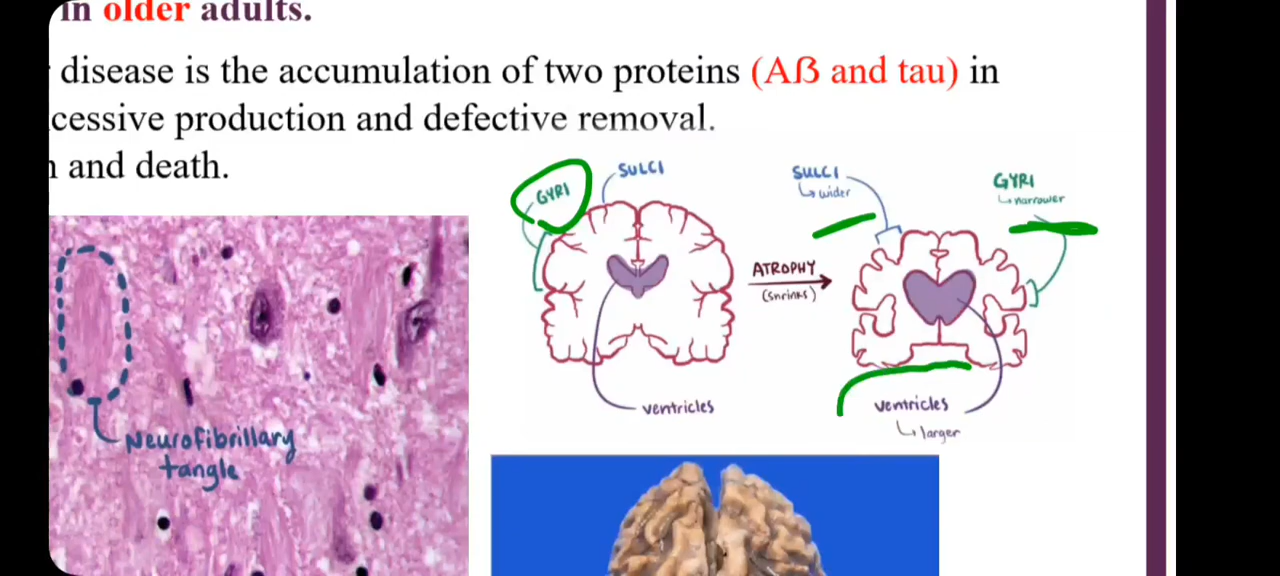 in older adults.
disease is the accumulation of two proteins (Aβ and tau) in
cessive production and defective removal.
and death.
GYRI
SULCI
SULCI
↳ wider
GYRI
↳ narrower
ATROPHY
(shrinks)
ventricles
ventricles
↳ larger
Neurofibrillary
tangle